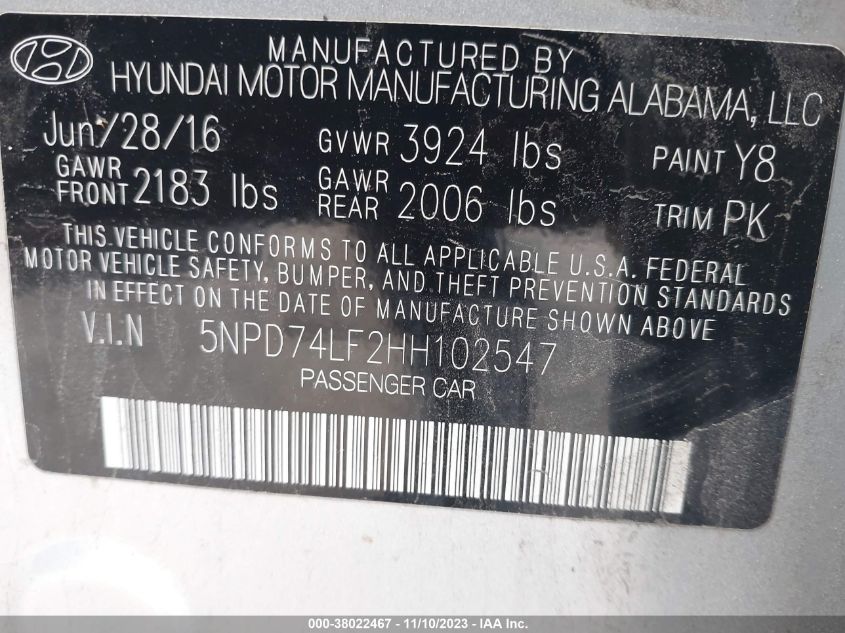 MANUFACTURED BY
HYUNDAI MOTOR MANUFACTURING ALABAMA, LLC
Jun/28/16 GVWR 3924 lbs PAINT Y8
GAWR FRONT 2183 lbs GAWR REAR 2006 lbs TRIM PK
THIS VEHICLE CONFORMS TO ALL APPLICABLE U.S.A. FEDERAL
MOTOR VEHICLE SAFETY, BUMPER, AND THEFT PREVENTION STANDARDS
IN EFFECT ON THE DATE OF MANUFACTURE SHOWN ABOVE
V.I.N 5NPD74LF2HH102547
PASSENGER CAR
000-38022467 - 11/10/2023 - IAA Inc.